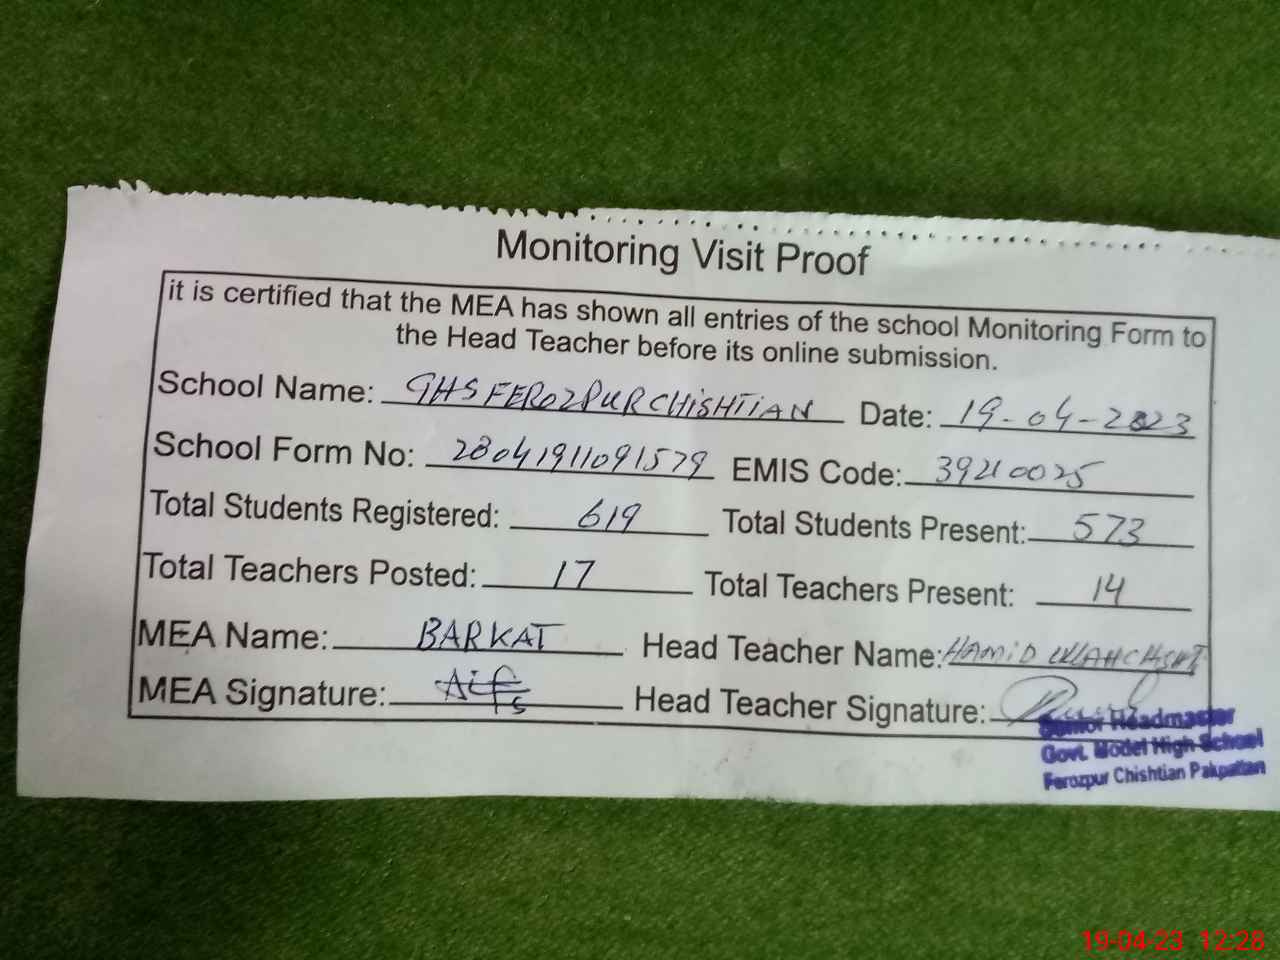 Monitoring Visit Proof
it is certified that the MEA has shown all entries of the school Monitoring Form to
the Head Teacher before its online submission.
School Name: GHS FEROZPUR CHISHTIAN Date: 19-04-2023
School Form No: 28041911091579 EMIS Code: 39210025
Total Students Registered: 619 Total Students Present: 573
Total Teachers Posted: 17 Total Teachers Present: 14
MEA Name: BARKAT Head Teacher Name: HAMID
MEA Signature: Head Teacher Signature:
Senior Headmaster
Govt. Model High School
Ferozpur Chishtian Pakpattan
19-04-23 12:28